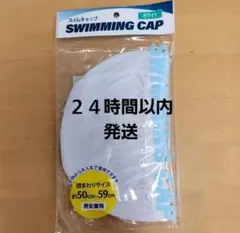 スイムキャップ
ホワイト
SWIMMING CAP
24時間以内
発送
頭まわりサイズ
約50cm~59cm
男女兼用